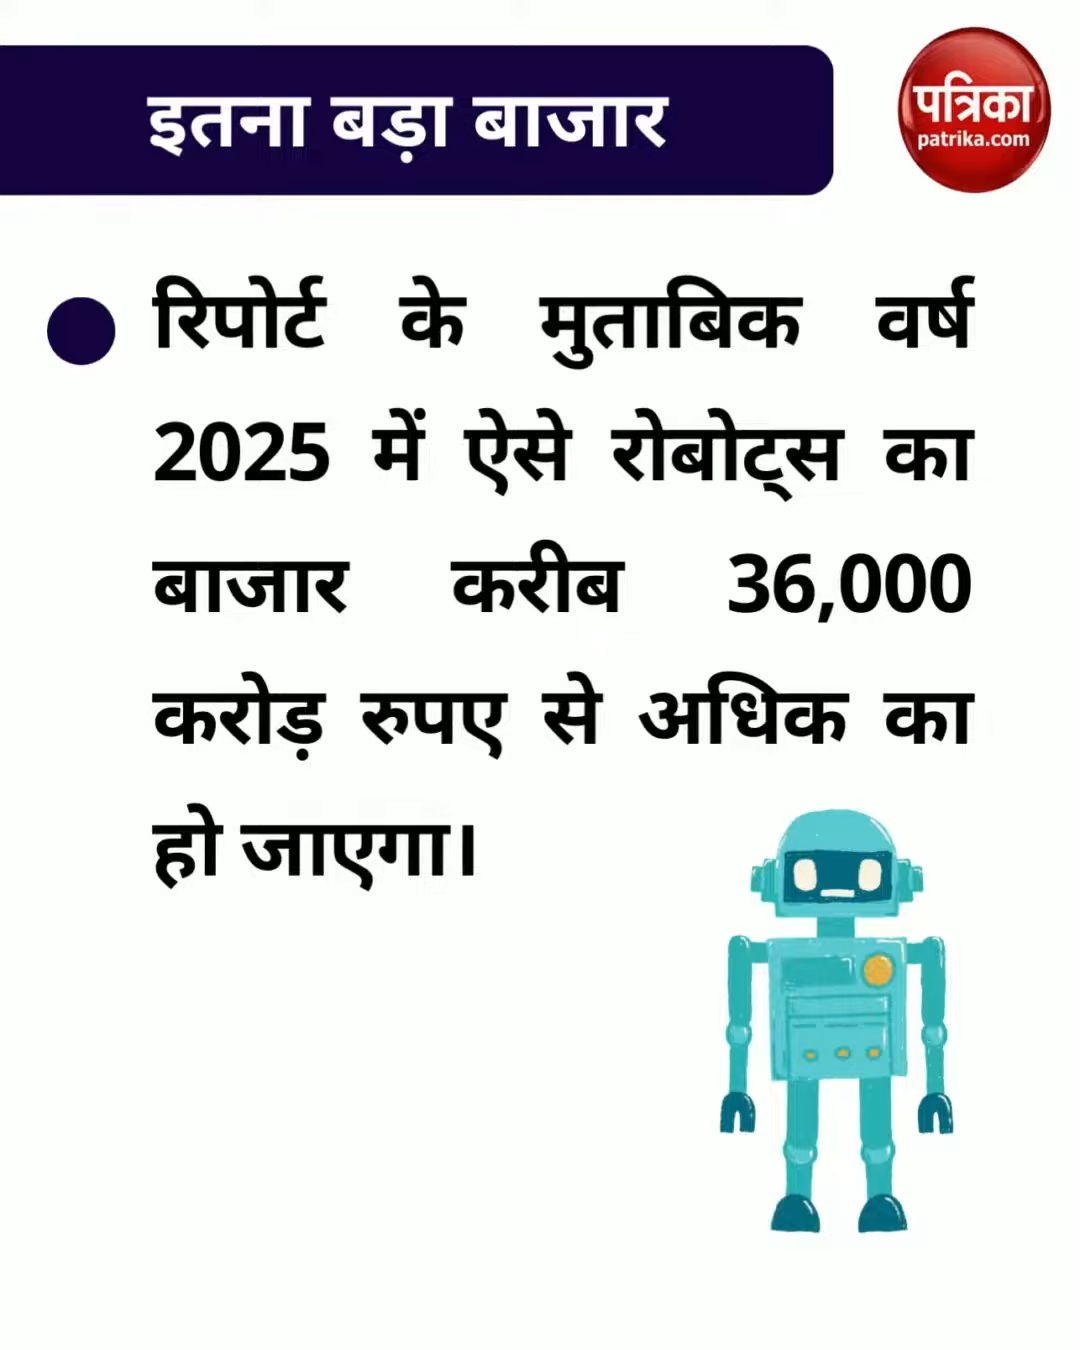 इतना बड़ा बाजार
पत्रिका
patrika.com
रिपोर्ट के मुताबिक वर्ष
2025 में ऐसे रोबोट्स का
बाजार करीब 36,000
करोड़ रुपए से अधिक का
हो जाएगा।